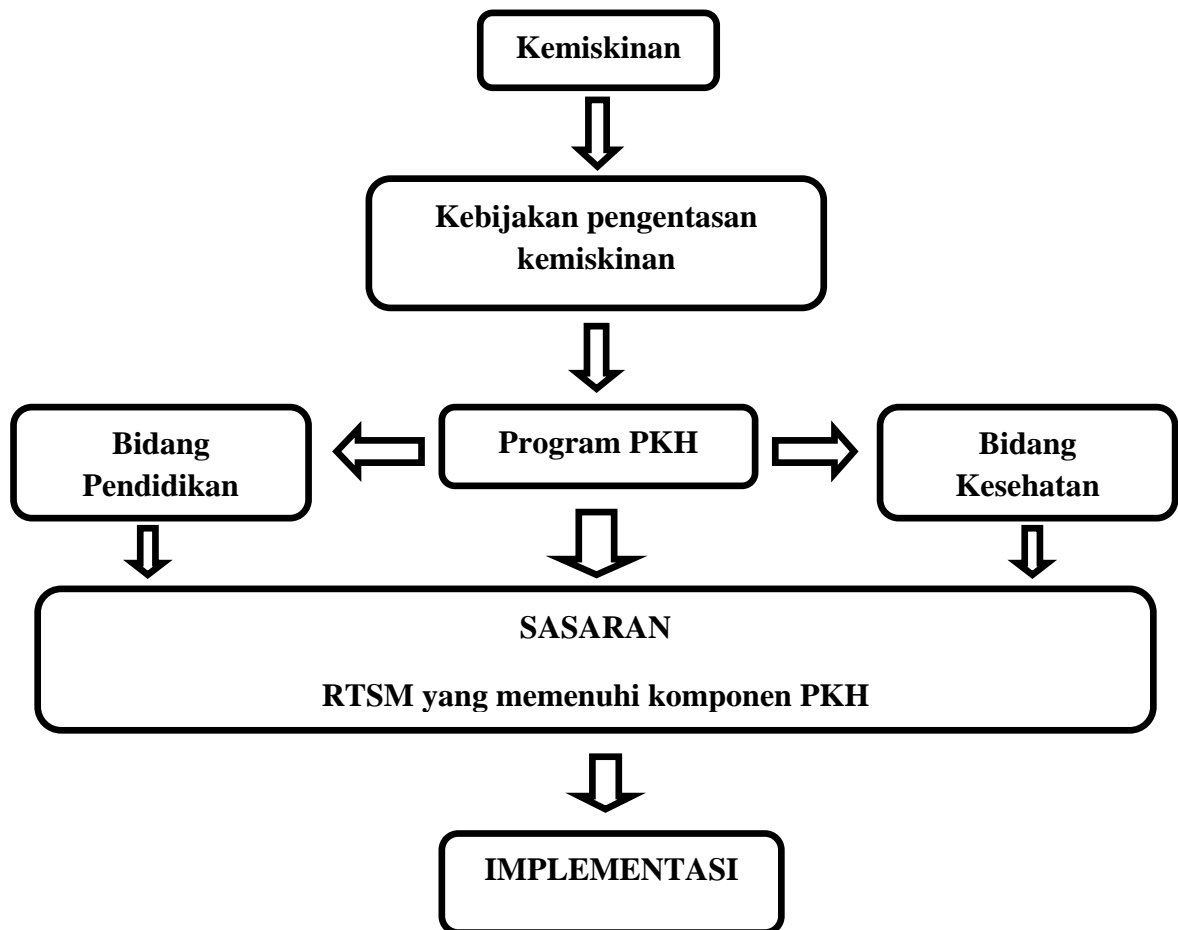 Kemiskinan
Kebijakan pengentasan
kemiskinan
Bidang
Pendidikan
Program PKH
Bidang
Kesehatan
SASARAN
RTSM yang memenuhi komponen PKH
IMPLEMENTASI